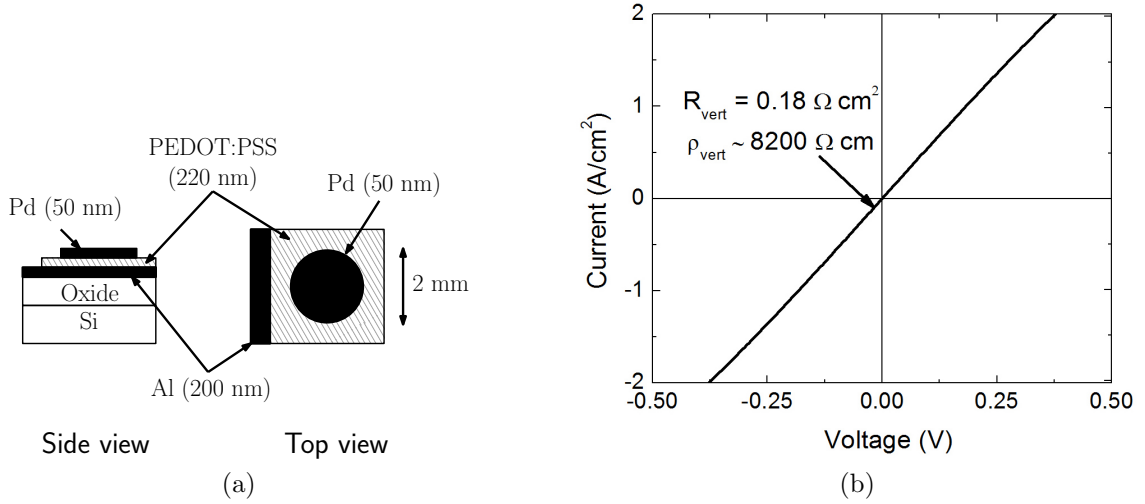 PEDOT:PSS
(220 nm)
Pd (50 nm)
Pd (50 nm)
2 mm
Oxide
Si
Al (200 nm)
Side view
Top view
(a)
2
1
0
-1
-2
Current (A/cm²)
R_vert = 0.18 Ω cm²
ρ_vert ~ 8200 Ω cm
-0.50
-0.25
0.00
0.25
0.50
Voltage (V)
(b)